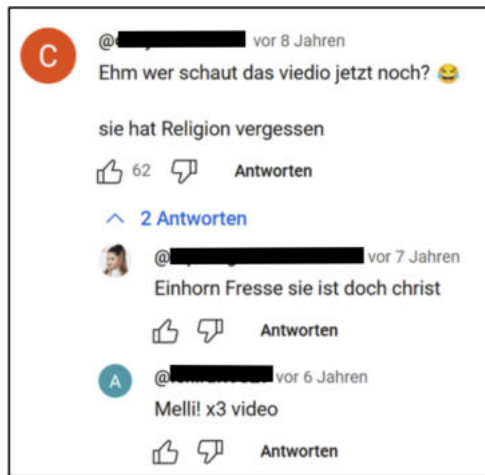 C
@ vor 8 Jahren
Ehm wer schaut das viedio jetzt noch? 😂
sie hat Religion vergessen
62 Antworten
2 Antworten
@ vor 7 Jahren
Einhorn Fresse sie ist doch christ
Antworten
A
@ vor 6 Jahren
Melli! x3 video
Antworten